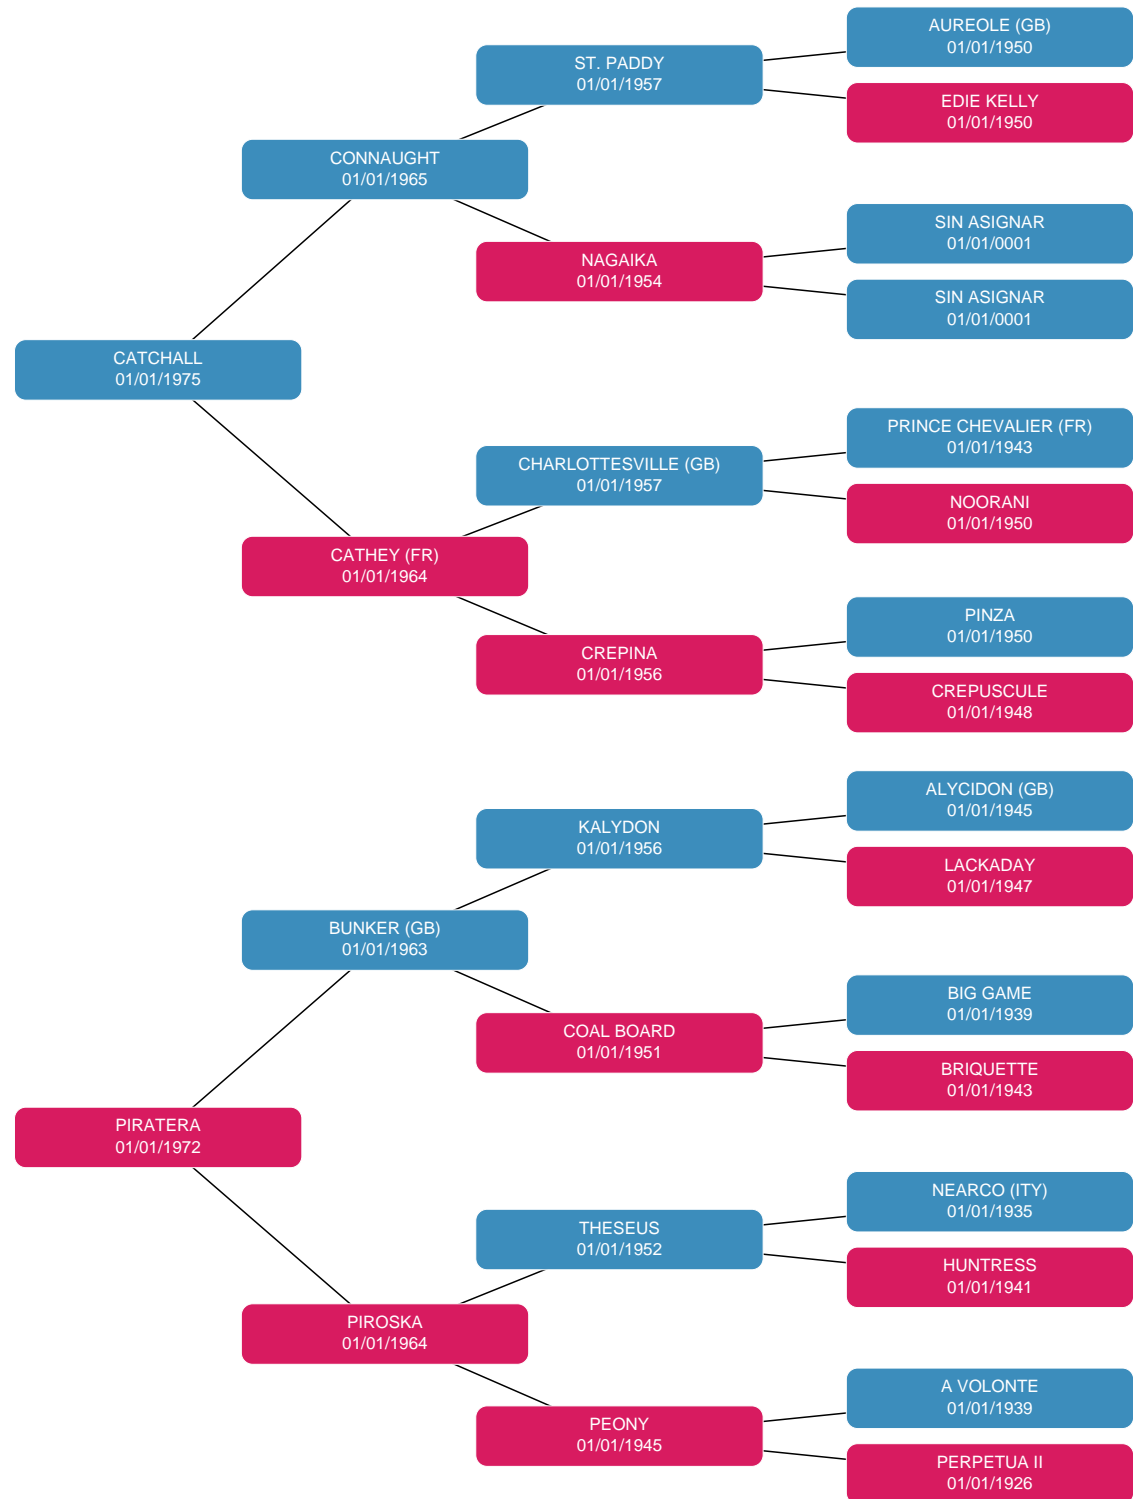 AUREOLE (GB)
01/01/1950
ST. PADDY
01/01/1957
EDIE KELLY
01/01/1950
CONNAUGHT
01/01/1965
SIN ASIGNAR
01/01/0001
NAGAIKA
01/01/1954
SIN ASIGNAR
01/01/0001
CATCHALL
01/01/1975
PRINCE CHEVALIER (FR)
01/01/1943
CHARLOTTESVILLE (GB)
01/01/1957
NOORANI
01/01/1950
CATHEY (FR)
01/01/1964
PINZA
01/01/1950
CREPINA
01/01/1956
CREPUSCULE
01/01/1948
ALYCIDON (GB)
01/01/1945
KALYDON
01/01/1956
LACKADAY
01/01/1947
BUNKER (GB)
01/01/1963
BIG GAME
01/01/1939
COAL BOARD
01/01/1951
BRIQUETTE
01/01/1943
PIRATERA
01/01/1972
NEARCO (ITY)
01/01/1935
THESEUS
01/01/1952
HUNTRESS
01/01/1941
PIROSKA
01/01/1964
A VOLONTE
01/01/1939
PEONY
01/01/1945
PERPETUA II
01/01/1926